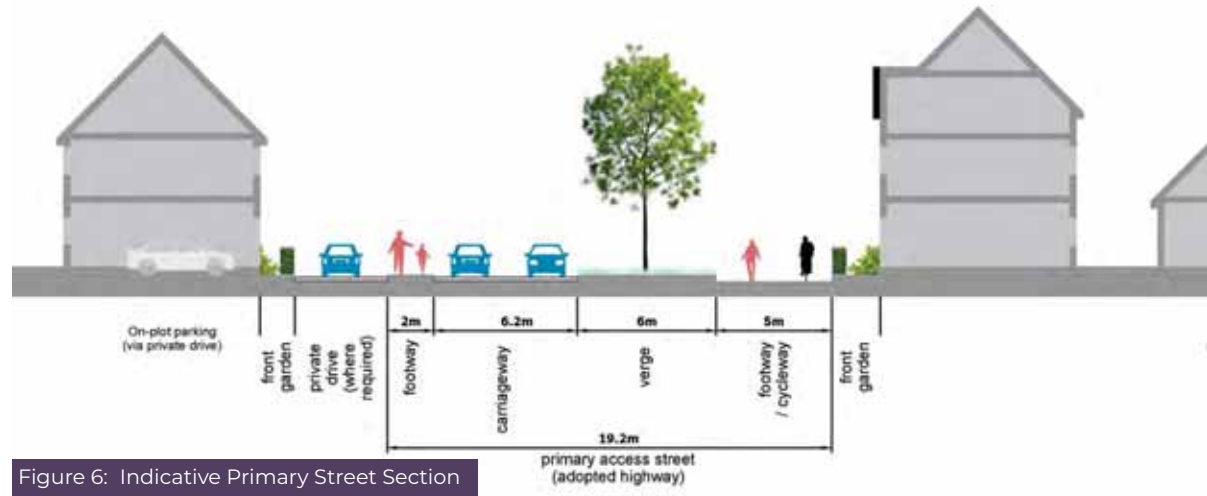 2m
6.2m
6m
5m
On-plot parking
(via private drive)
front
garden
private
drive
(where
required)
footway
carriageway
verge
footway
/ cycleway
front
garden
19.2m
primary access street
(adopted highway)
Figure 6: Indicative Primary Street Section